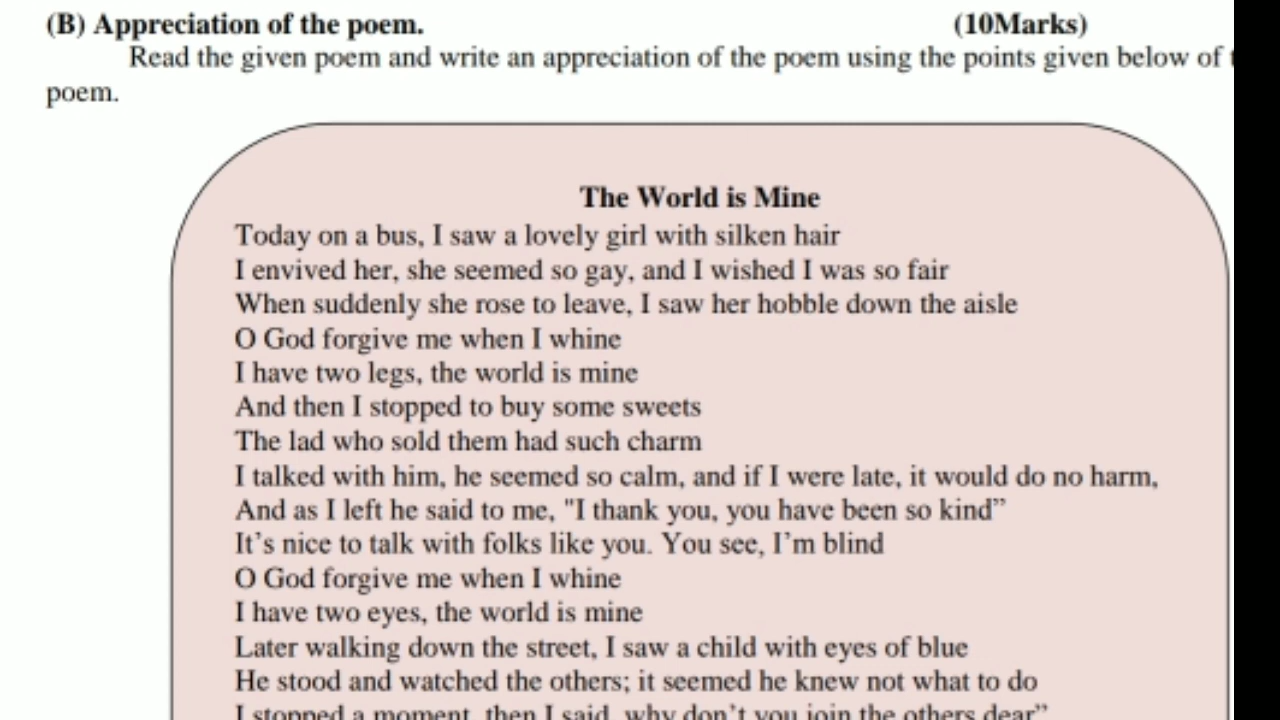 (B) Appreciation of the poem. (10Marks)
Read the given poem and write an appreciation of the poem using the points given below of
poem.
The World is Mine
Today on a bus, I saw a lovely girl with silken hair
I envived her, she seemed so gay, and I wished I was so fair
When suddenly she rose to leave, I saw her hobble down the aisle
O God forgive me when I whine
I have two legs, the world is mine
And then I stopped to buy some sweets
The lad who sold them had such charm
I talked with him, he seemed so calm, and if I were late, it would do no harm,
And as I left he said to me, "I thank you, you have been so kind”
It’s nice to talk with folks like you. You see, I’m blind
O God forgive me when I whine
I have two eyes, the world is mine
Later walking down the street, I saw a child with eyes of blue
He stood and watched the others; it seemed he knew not what to do
I stopped a moment, then I said, why don’t you join the others dear”